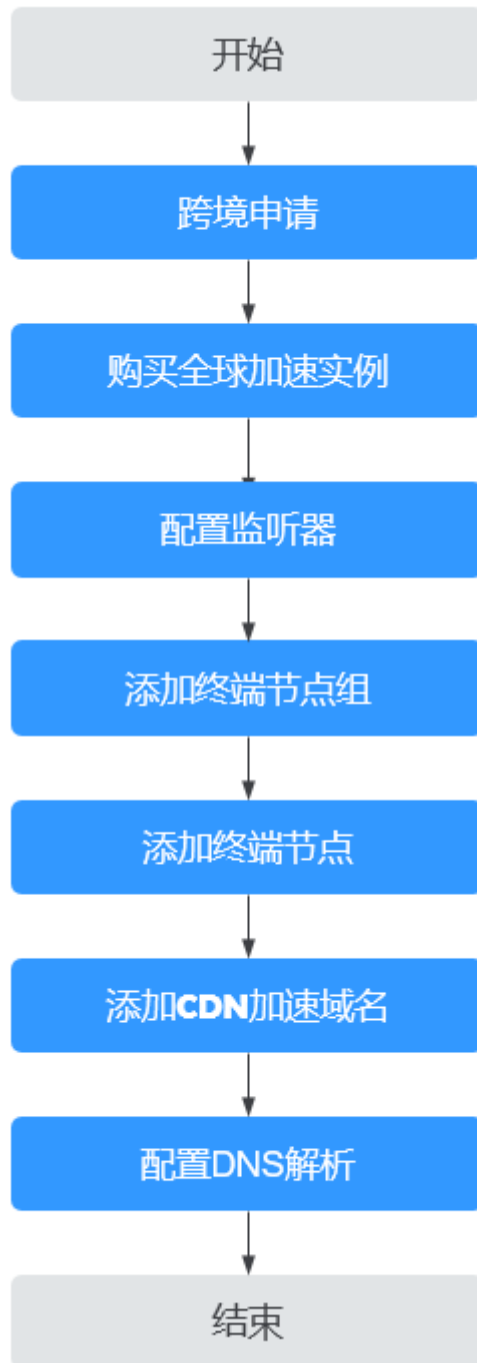 开始
跨境申请
购买全球加速实例
配置监听器
添加终端节点组
添加终端节点
添加CDN加速域名
配置DNS解析
结束